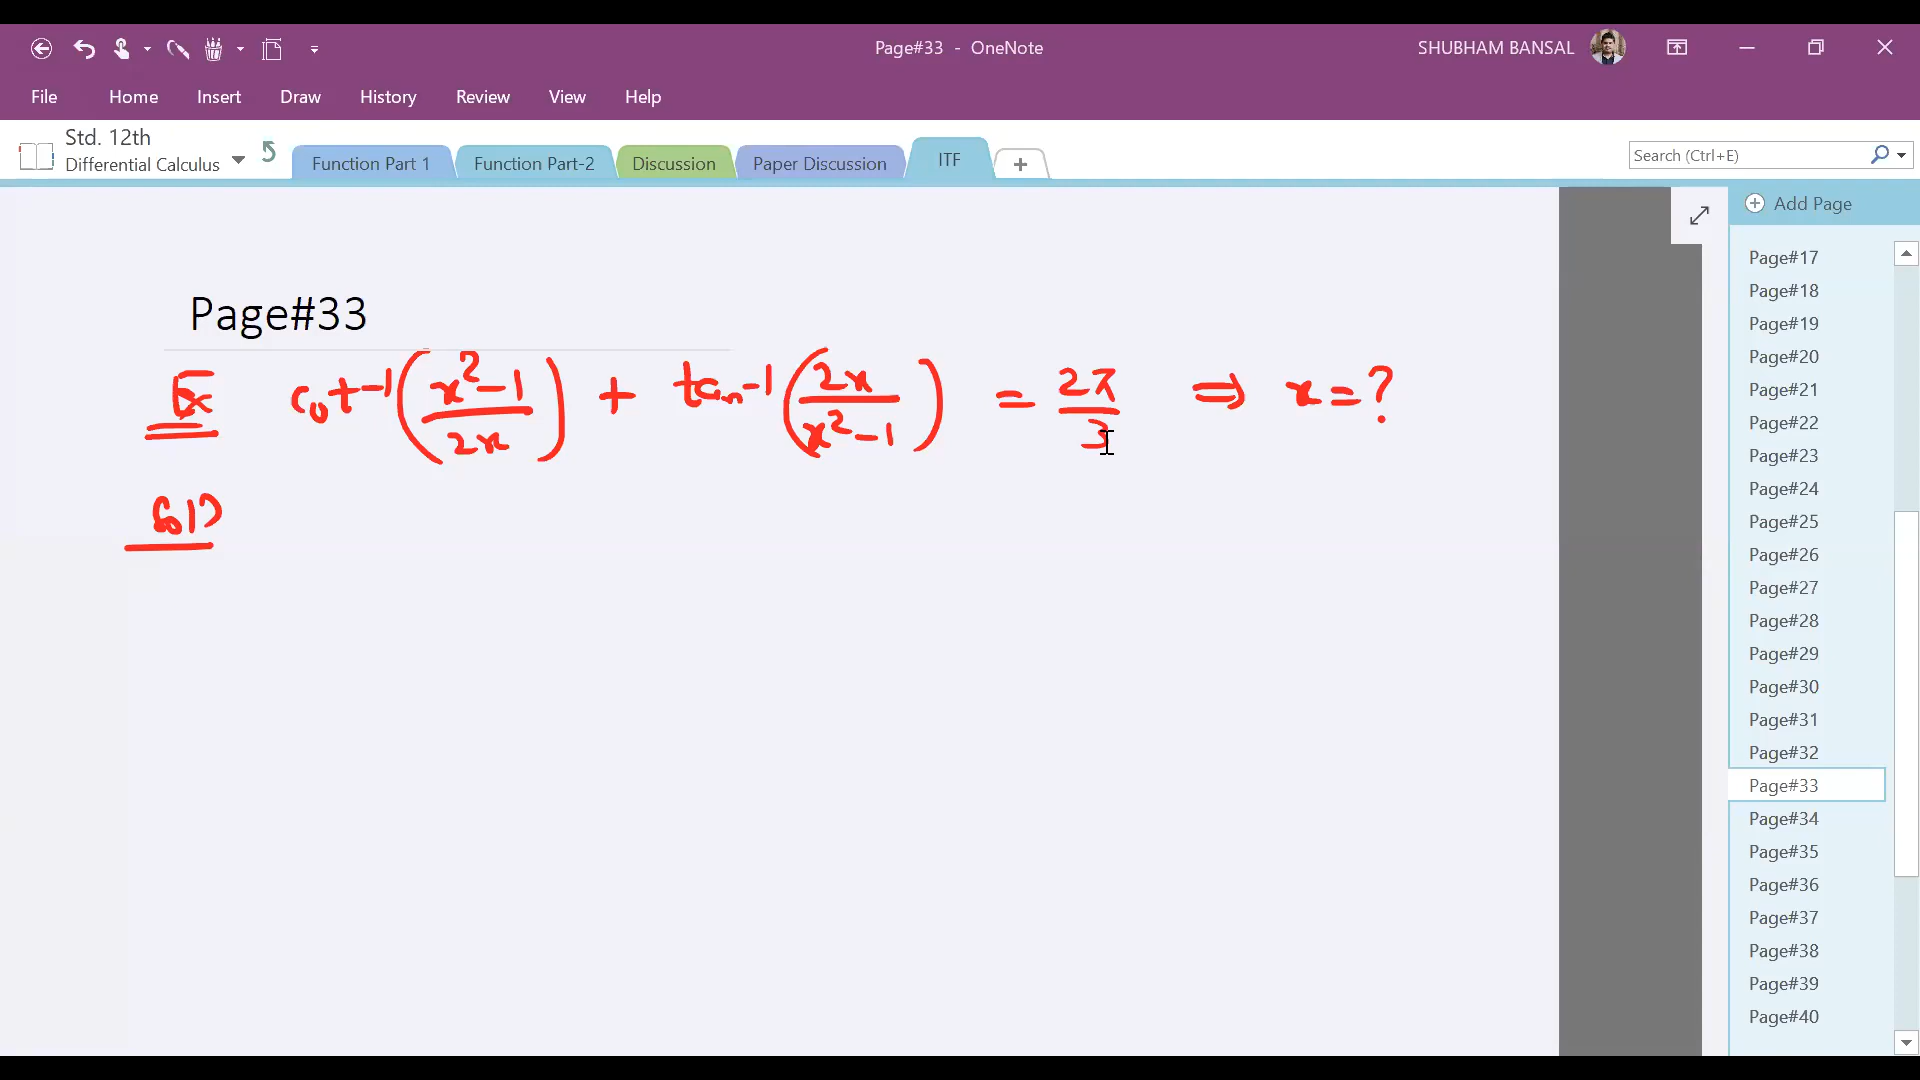 Page#33 - OneNote
SHUBHAM BANSAL
File Home Insert Draw History Review View Help
Std. 12th
Differential Calculus
Function Part 1 Function Part-2 Discussion Paper Discussion ITF +
Search (Ctrl+E)
Add Page
Page#33
Ex cot⁻¹((x²-1)/(2x)) + tan⁻¹((2x)/(x²-1)) = 2π/3 ⇒ x = ?
Solⁿ
Page#17
Page#18
Page#19
Page#20
Page#21
Page#22
Page#23
Page#24
Page#25
Page#26
Page#27
Page#28
Page#29
Page#30
Page#31
Page#32
Page#33
Page#34
Page#35
Page#36
Page#37
Page#38
Page#39
Page#40